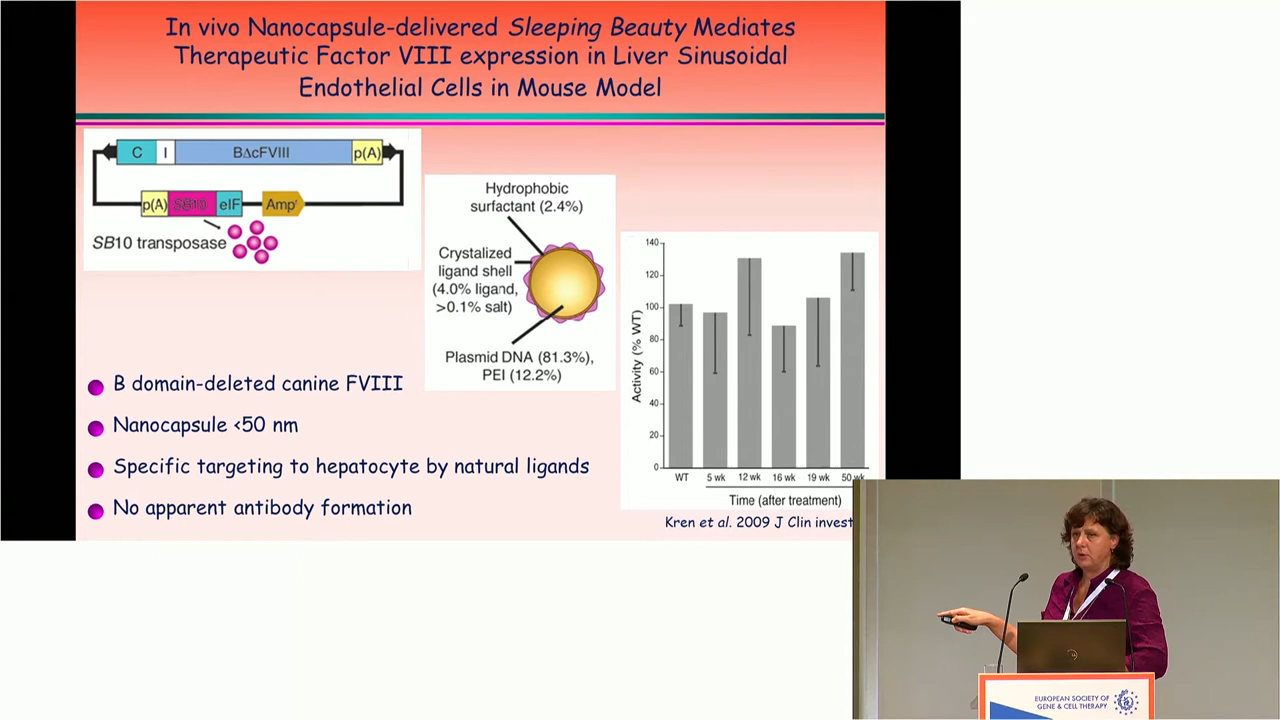 In vivo Nanocapsule-delivered Sleeping Beauty Mediates
Therapeutic Factor VIII expression in Liver Sinusoidal
Endothelial Cells in Mouse Model
C I BΔcFVIII p(A)
p(A) SB10 eIF Ampʳ
SB10 transposase
Hydrophobic
surfactant (2.4%)
Crystalized
ligand shell
(4.0% ligand,
>0.1% salt)
Plasmid DNA (81.3%),
PEI (12.2%)
B domain-deleted canine FVIII
Nanocapsule <50 nm
Specific targeting to hepatocyte by natural ligands
No apparent antibody formation
Activity (% WT)
140
120
100
80
60
40
20
0
WT 5 wk 12 wk 16 wk 19 wk 50 wk
Time (after treatment)
Kren et al. 2009 J Clin invest
EUROPEAN SOCIETY OF
GENE & CELL THERAPY